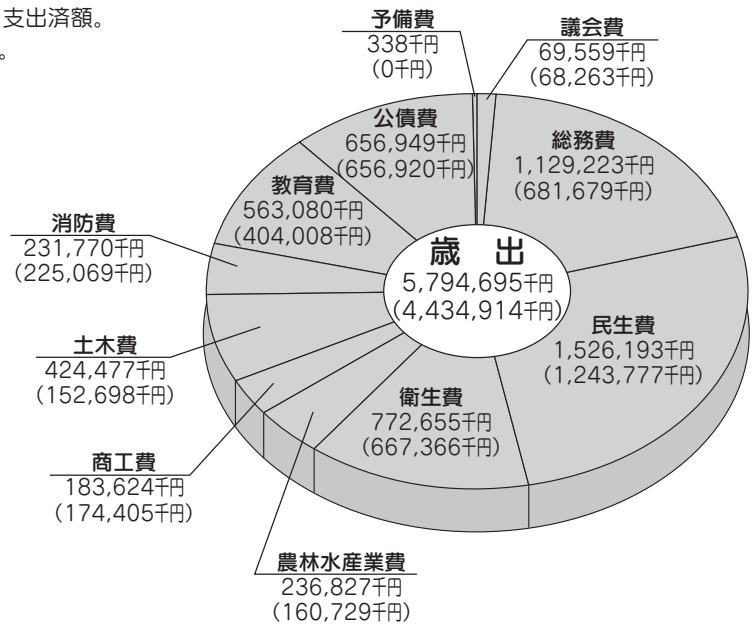 支出済額。
。
予備費
338千円
(0千円)
議会費
69,559千円
(68,263千円)
公債費
656,949千円
(656,920千円)
総務費
1,129,223千円
(681,679千円)
教育費
563,080千円
(404,008千円)
消防費
231,770千円
(225,069千円)
歳 出
5,794,695千円
(4,434,914千円)
民生費
1,526,193千円
(1,243,777千円)
土木費
424,477千円
(152,698千円)
衛生費
772,655千円
(667,366千円)
商工費
183,624千円
(174,405千円)
農林水産業費
236,827千円
(160,729千円)